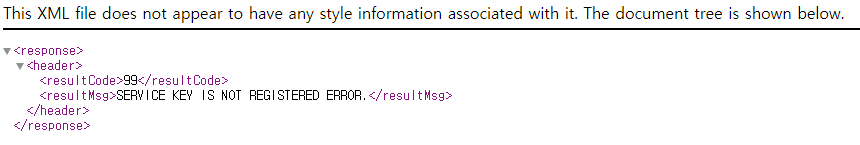 This XML file does not appear to have any style information associated with it. The document tree is shown below.
▼<response>
▼<header>
<resultCode>99</resultCode>
<resultMsg>SERVICE KEY IS NOT REGISTERED ERROR.</resultMsg>
</header>
</response>